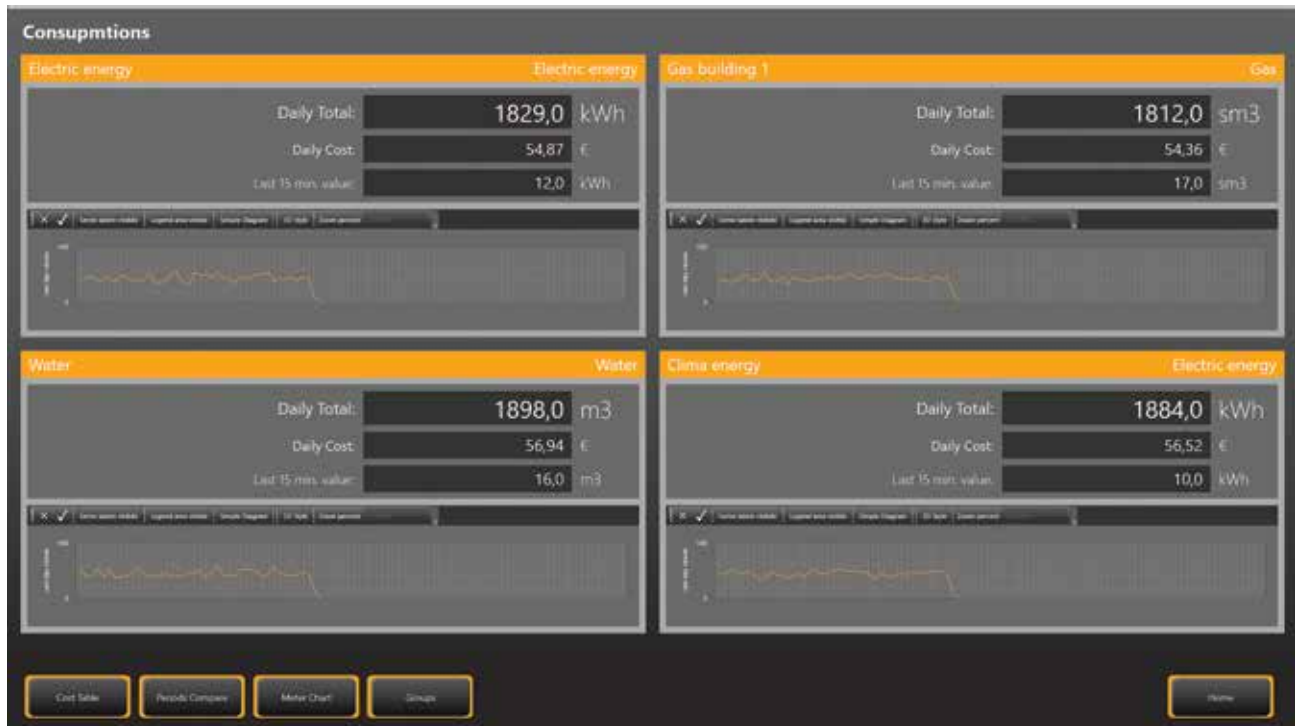 Consupmtions
Electric energy Electric energy
Daily Total: 1829,0 kWh
Daily Cost: 54,87 €
Last 15 min. value: 12,0 kWh
Gas building 1 Gas
Daily Total: 1812,0 sm3
Daily Cost: 54,36 €
Last 15 min. value: 17,0 sm3
Water Water
Daily Total: 1898,0 m3
Daily Cost: 56,94 €
Last 15 min. value: 16,0 m3
Clima energy Electric energy
Daily Total: 1884,0 kWh
Daily Cost: 56,52 €
Last 15 min. value: 10,0 kWh
Cost Table Periods Compare Meter Chart Groups Home